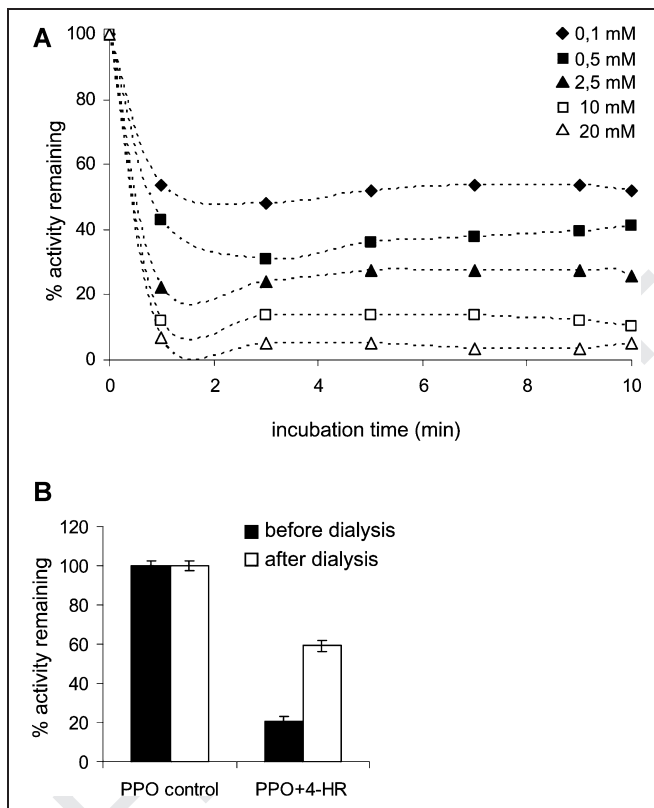 A
100
80
60
40
20
0
% activity remaining
0,1 mM
0,5 mM
2,5 mM
10 mM
20 mM
0 2 4 6 8 10
incubation time (min)
B
120
100
80
60
40
20
0
% activity remaining
before dialysis
after dialysis
PPO control PPO+4-HR